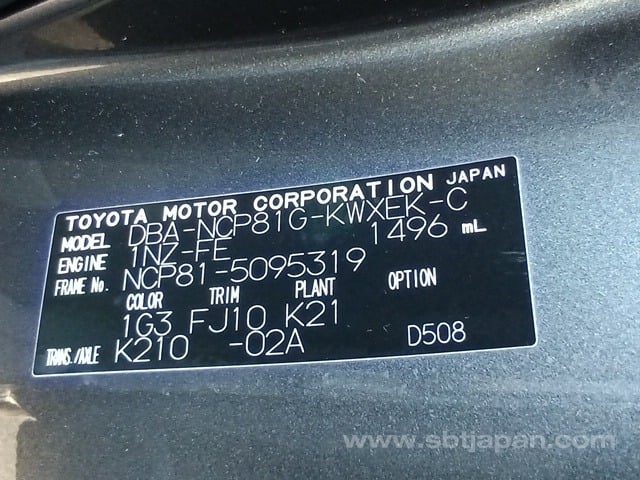 TOYOTA MOTOR CORPORATION JAPAN
MODEL DBA-NCP81G-KWXEK-C
ENGINE 1NZ-FE 1496 mL
FRAME No. NCP81-5095319
COLOR TRIM PLANT OPTION
1G3 FJ10 K21
TRANS./AXLE K210 -02A D508
www.sbtjapan.com